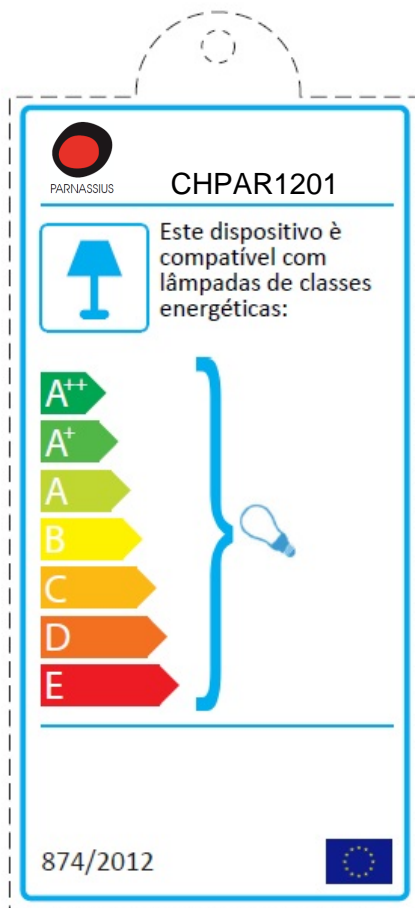 PARNASSIUS
CHPAR1201
Este dispositivo è
compatível com
lâmpadas de classes
energéticas:
A++
A+
A
B
C
D
E
874/2012